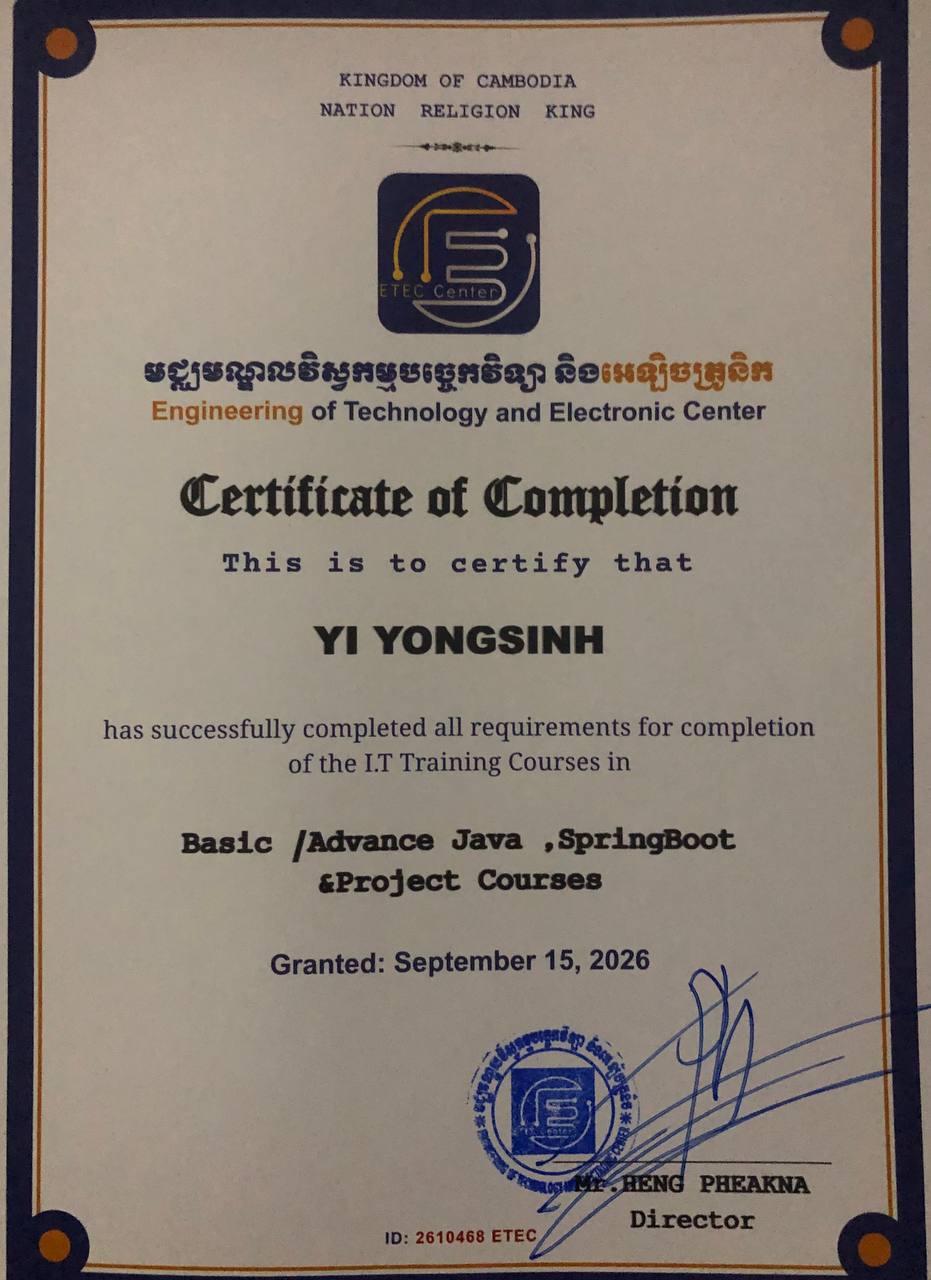 KINGDOM OF CAMBODIA
NATION RELIGION KING
ETEC Center
មជ្ឈមណ្ឌលវិស្វកម្មបច្ចេកវិទ្យា និងអេឡិចត្រូនិក
Engineering of Technology and Electronic Center
Certificate of Completion
This is to certify that
YI YONGSINH
has successfully completed all requirements for completion
of the I.T Training Courses in
Basic /Advance Java ,SpringBoot
&Project Courses
Granted: September 15, 2026
Mr.HENG PHEAKNA
Director
ID: 2610468 ETEC